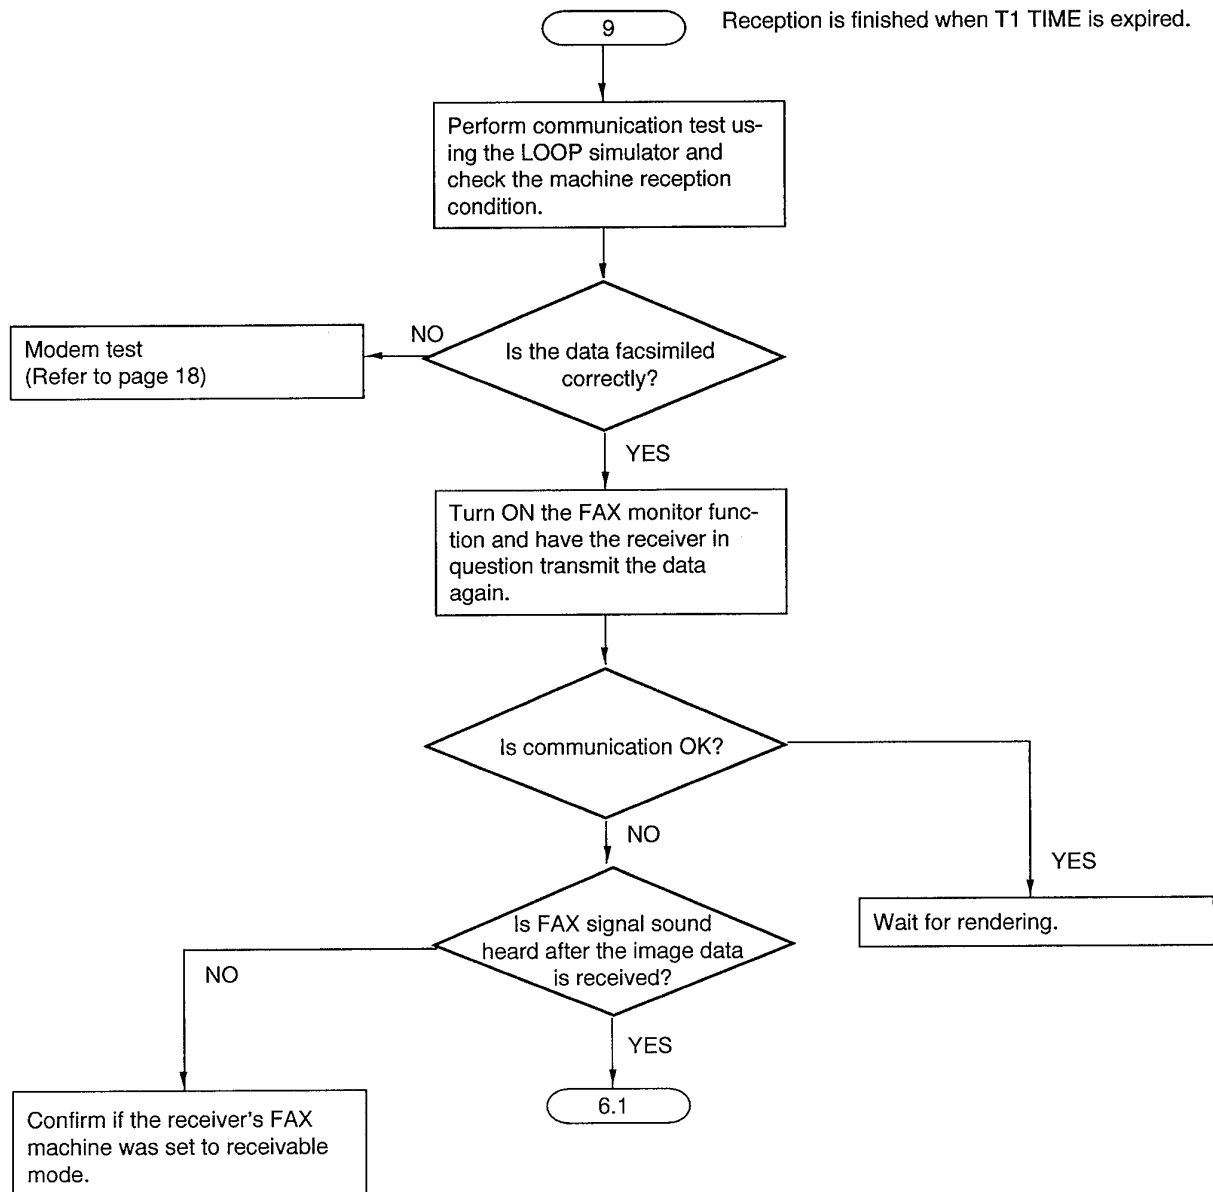 9
Reception is finished when T1 TIME is expired.
Perform communication test us-
ing the LOOP simulator and
check the machine reception
condition.
NO
Modem test
(Refer to page 18)
Is the data facsimiled
correctly?
YES
Turn ON the FAX monitor func-
tion and have the receiver in
question transmit the data
again.
Is communication OK?
NO
YES
Wait for rendering.
Is FAX signal sound
heard after the image data
is received?
NO
YES
6.1
Confirm if the receiver's FAX
machine was set to receivable
mode.